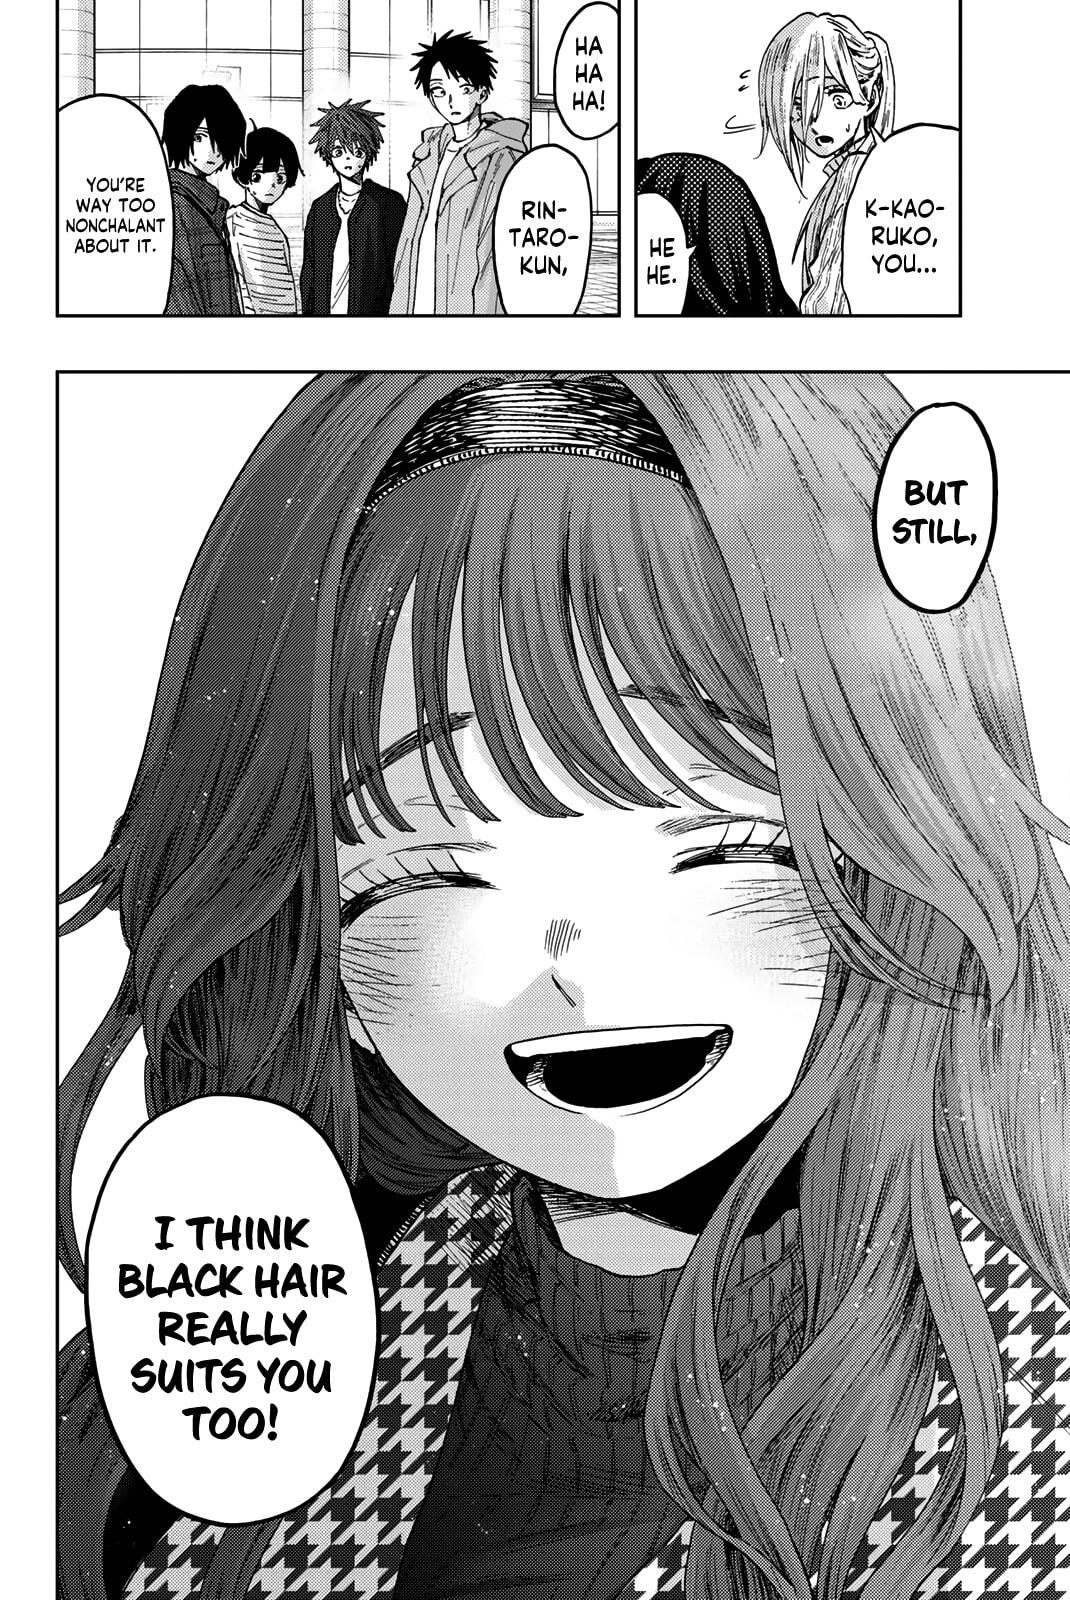 K-KAO-
RUKO,
YOU...
HE
HE.
HA
HA
HA!
RIN-
TARO-
KUN,
YOU'RE
WAY TOO
NONCHALANT
ABOUT IT.
BUT
STILL,
I THINK
BLACK HAIR
REALLY
SUITS YOU
TOO!